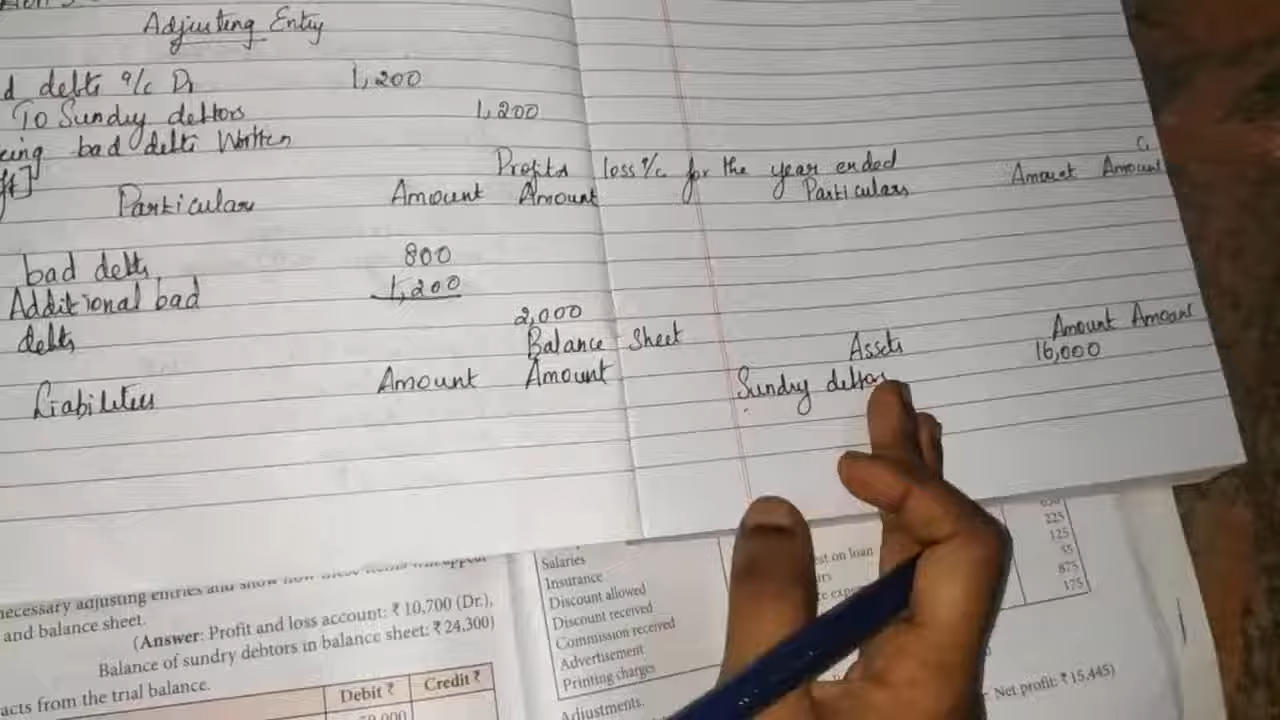 Adjusting Entry
d debts a/c Dr 1,200
To Sundry debtors 1,200
eing bad debts Written
ff]
Profit & loss a/c for the year ended
Particulars Amount Amount Particulars Amount Amount
bad debts 800
Additional bad 1,200
debts 2,000
Balance Sheet
Liabilities Amount Amount Assets Amount Amount
Sundry debtors 16,000
necessary adjusting entries and show how these items will appear
and balance sheet.
(Answer: Profit and loss account: ₹ 10,700 (Dr.),
Balance of sundry debtors in balance sheet: ₹ 24,300)
acts from the trial balance.
Debit ₹ Credit ₹
Salaries
Insurance
Discount allowed
Discount received
Commission received
Advertisement
Printing charges
Adjustments.
est on loan
225
125
875
175
Net profit: ₹ 15,445)